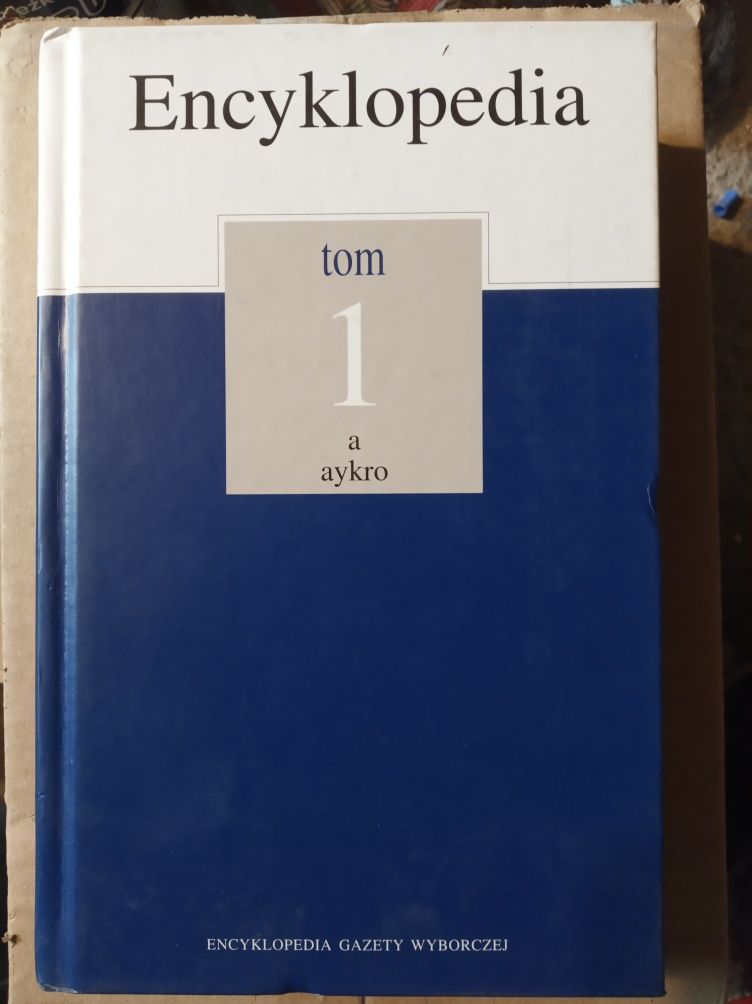 Encyklopedia
tom
1
a
aykro
ENCYKLOPEDIA GAZETY WYBORCZEJ